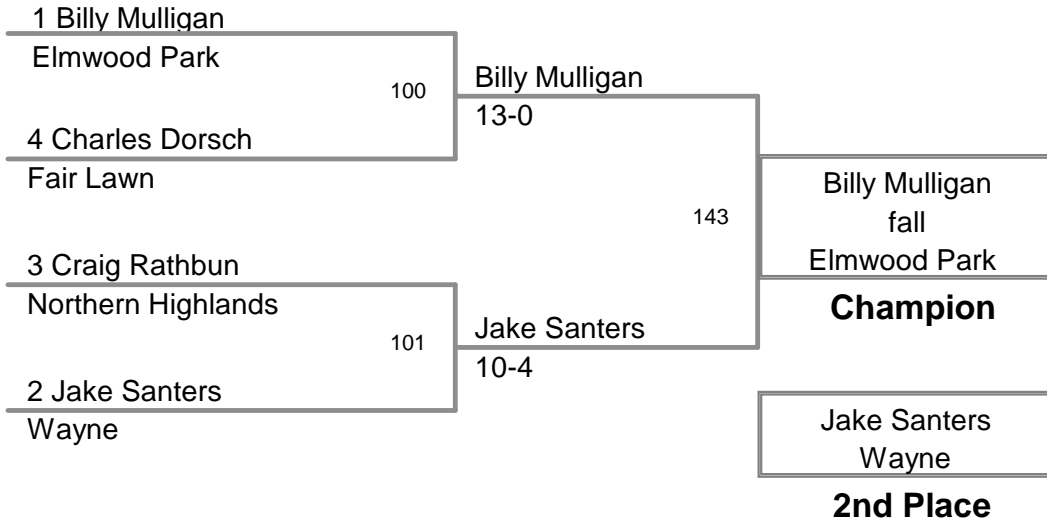 1 Billy Mulligan
Elmwood Park
100
Billy Mulligan
13-0
4 Charles Dorsch
Fair Lawn
143
Billy Mulligan
fall
Elmwood Park
Champion
3 Craig Rathbun
Northern Highlands
101
Jake Santers
10-4
2 Jake Santers
Wayne
Jake Santers
Wayne
2nd Place